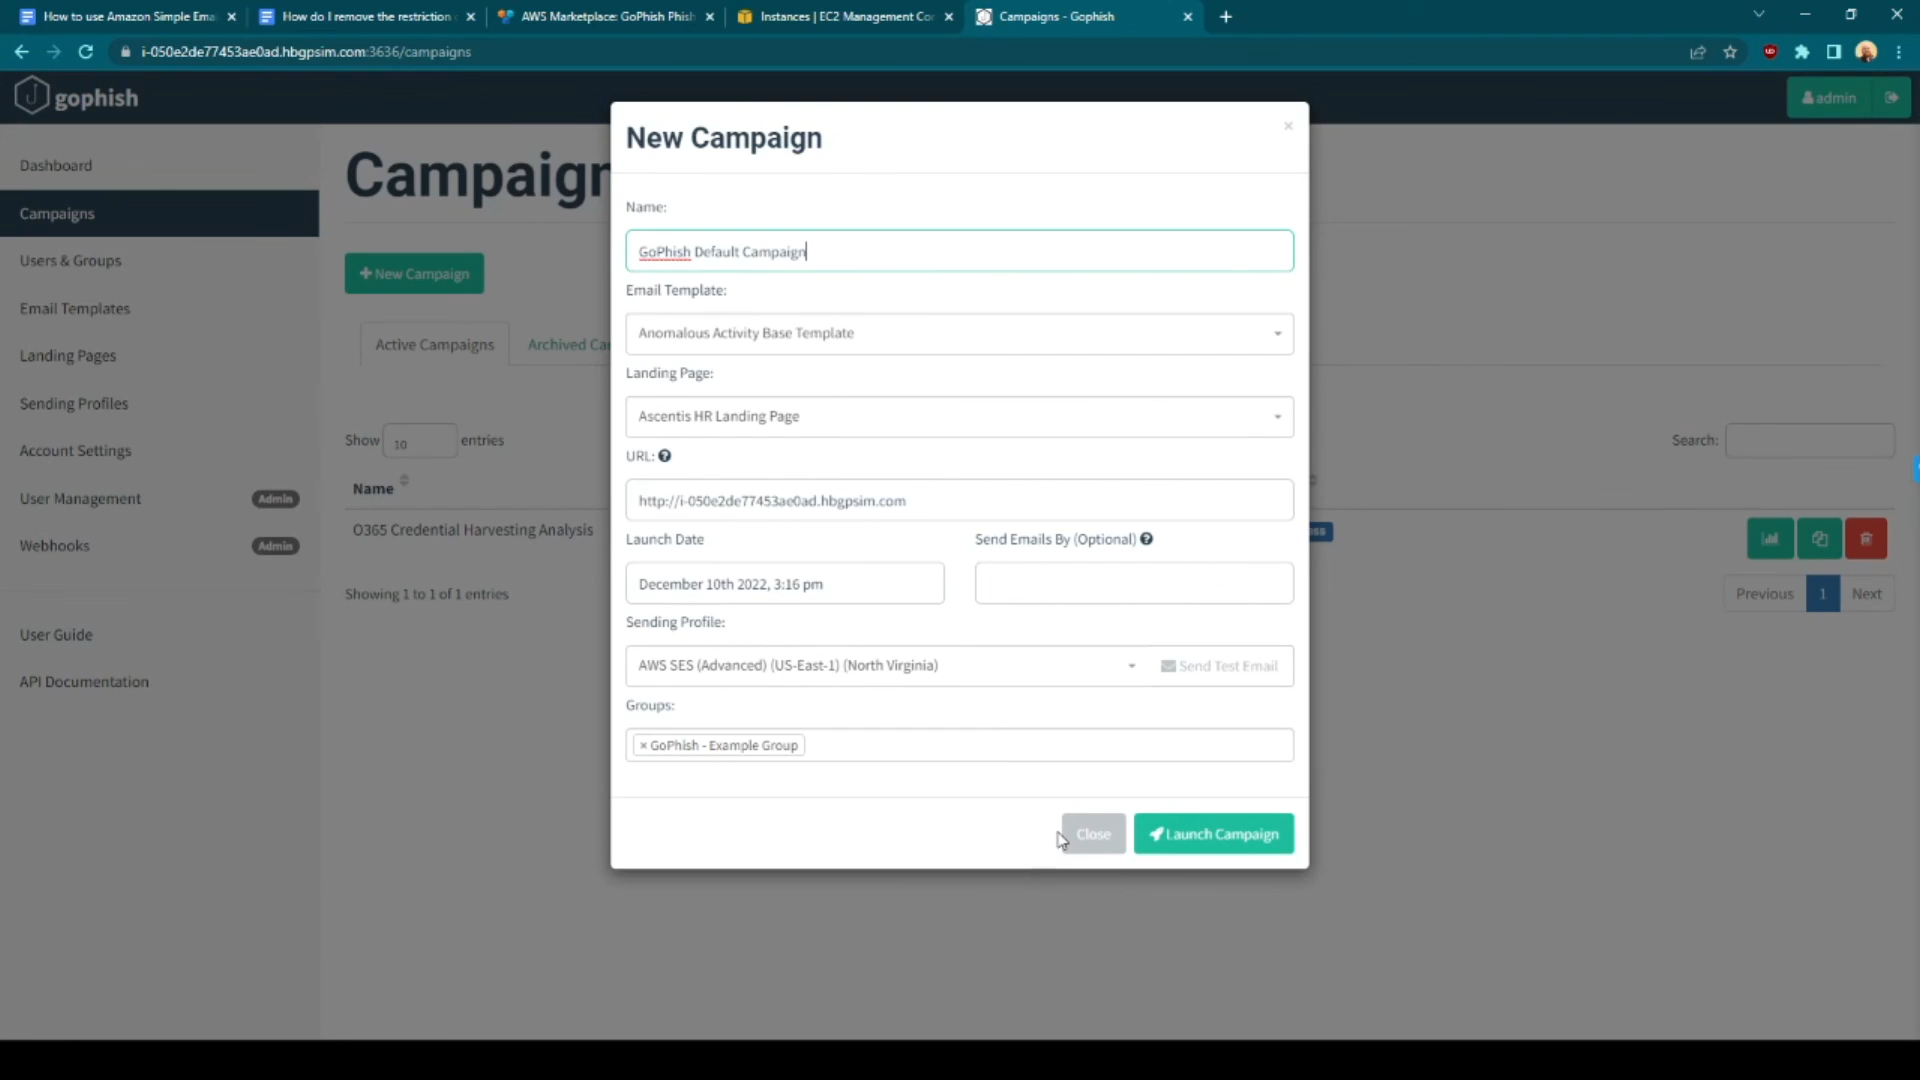 How to use Amazon Simple Ema
How do I remove the restriction
AWS Marketplace: GoPhish Phish
Instances | EC2 Management Co
Campaigns - Gophish
i-050e2de77453ae0ad.hbgpsim.com:3636/campaigns
gophish
admin
Dashboard
Campaigns
Users & Groups
Email Templates
Landing Pages
Sending Profiles
Account Settings
User Management Admin
Webhooks Admin
User Guide
API Documentation
Campaign
New Campaign
Active Campaigns
Archived Ca
Show 10 entries
Search:
Name
O365 Credential Harvesting Analysis
Showing 1 to 1 of 1 entries
Previous 1 Next
New Campaign
×
Name:
GoPhish Default Campaign
Email Template:
Anomalous Activity Base Template
Landing Page:
Ascentis HR Landing Page
URL:
http://i-050e2de77453ae0ad.hbgpsim.com
Launch Date
Send Emails By (Optional)
December 10th 2022, 3:16 pm
Sending Profile:
AWS SES (Advanced) (US-East-1) (North Virginia)
Send Test Email
Groups:
× GoPhish - Example Group
Close
Launch Campaign